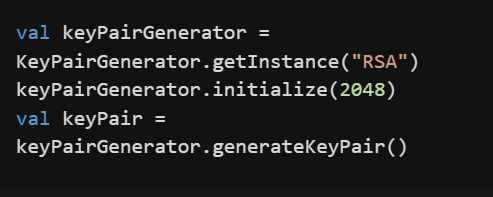 val keyPairGenerator =
KeyPairGenerator.getInstance("RSA")
keyPairGenerator.initialize(2048)
val keyPair =
keyPairGenerator.generateKeyPair()